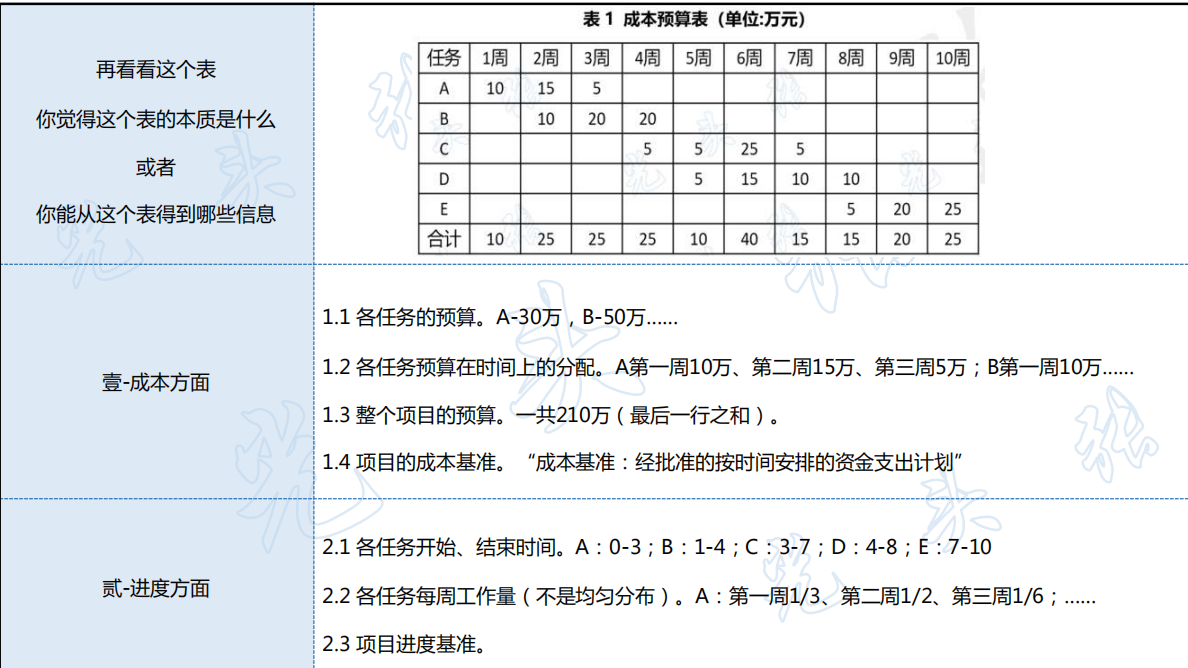 表 1 成本预算表（单位:万元）
再看看这个表
你觉得这个表的本质是什么
或者
你能从这个表得到哪些信息
任务 1周 2周 3周 4周 5周 6周 7周 8周 9周 10周
A 10 15 5
B 10 20 20
C 5 5 25 5
D 5 15 10 10
E 5 20 25
合计 10 25 25 25 10 40 15 15 20 25
壹-成本方面
1.1 各任务的预算。A-30万，B-50万……
1.2 各任务预算在时间上的分配。A第一周10万、第二周15万、第三周5万；B第一周10万……
1.3 整个项目的预算。一共210万（最后一行之和）。
1.4 项目的成本基准。“成本基准：经批准的按时间安排的资金支出计划”
贰-进度方面
2.1 各任务开始、结束时间。A：0-3；B：1-4；C：3-7；D：4-8；E：7-10
2.2 各任务每周工作量（不是均匀分布）。A：第一周1/3、第二周1/2、第三周1/6；……
2.3 项目进度基准。